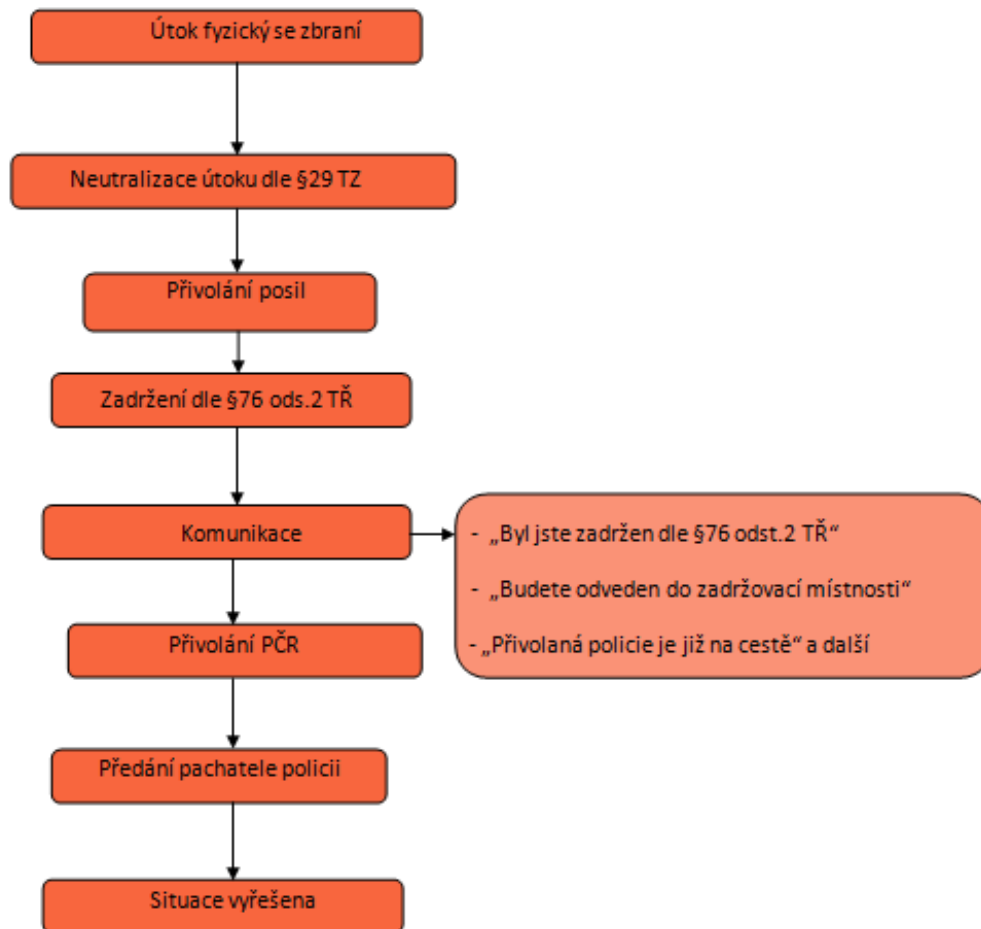 Útok fyzický se zbraní
Neutralizace útoku dle §29 TZ
Přivolání posil
Zadržení dle §76 ods.2 TŘ
Komunikace
- „Byl jste zadržen dle §76 odst.2 TŘ“
- „Budete odveden do zadržovací místnosti“
- „Přivolaná policie je již na cestě“ a další
Přivolání PČR
Předání pachatele policii
Situace vyřešena